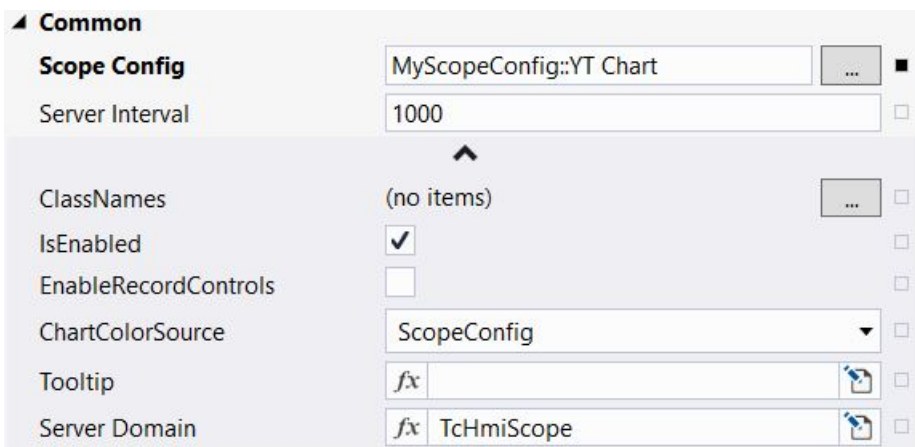 Common
Scope Config MyScopeConfig::YT Chart ...
Server Interval 1000
ClassNames (no items) ...
IsEnabled
EnableRecordControls
ChartColorSource ScopeConfig
Tooltip fx
Server Domain fx TcHmiScope